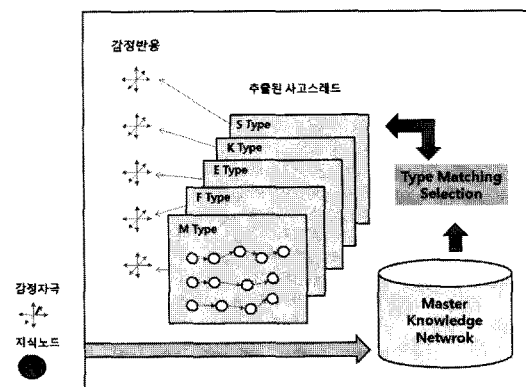 감정반응
추출된 사고스레드
S Type
K Type
E Type
F Type
M Type
Type Matching
Selection
감정자극
지식노드
Master
Knowledge
Netwrok